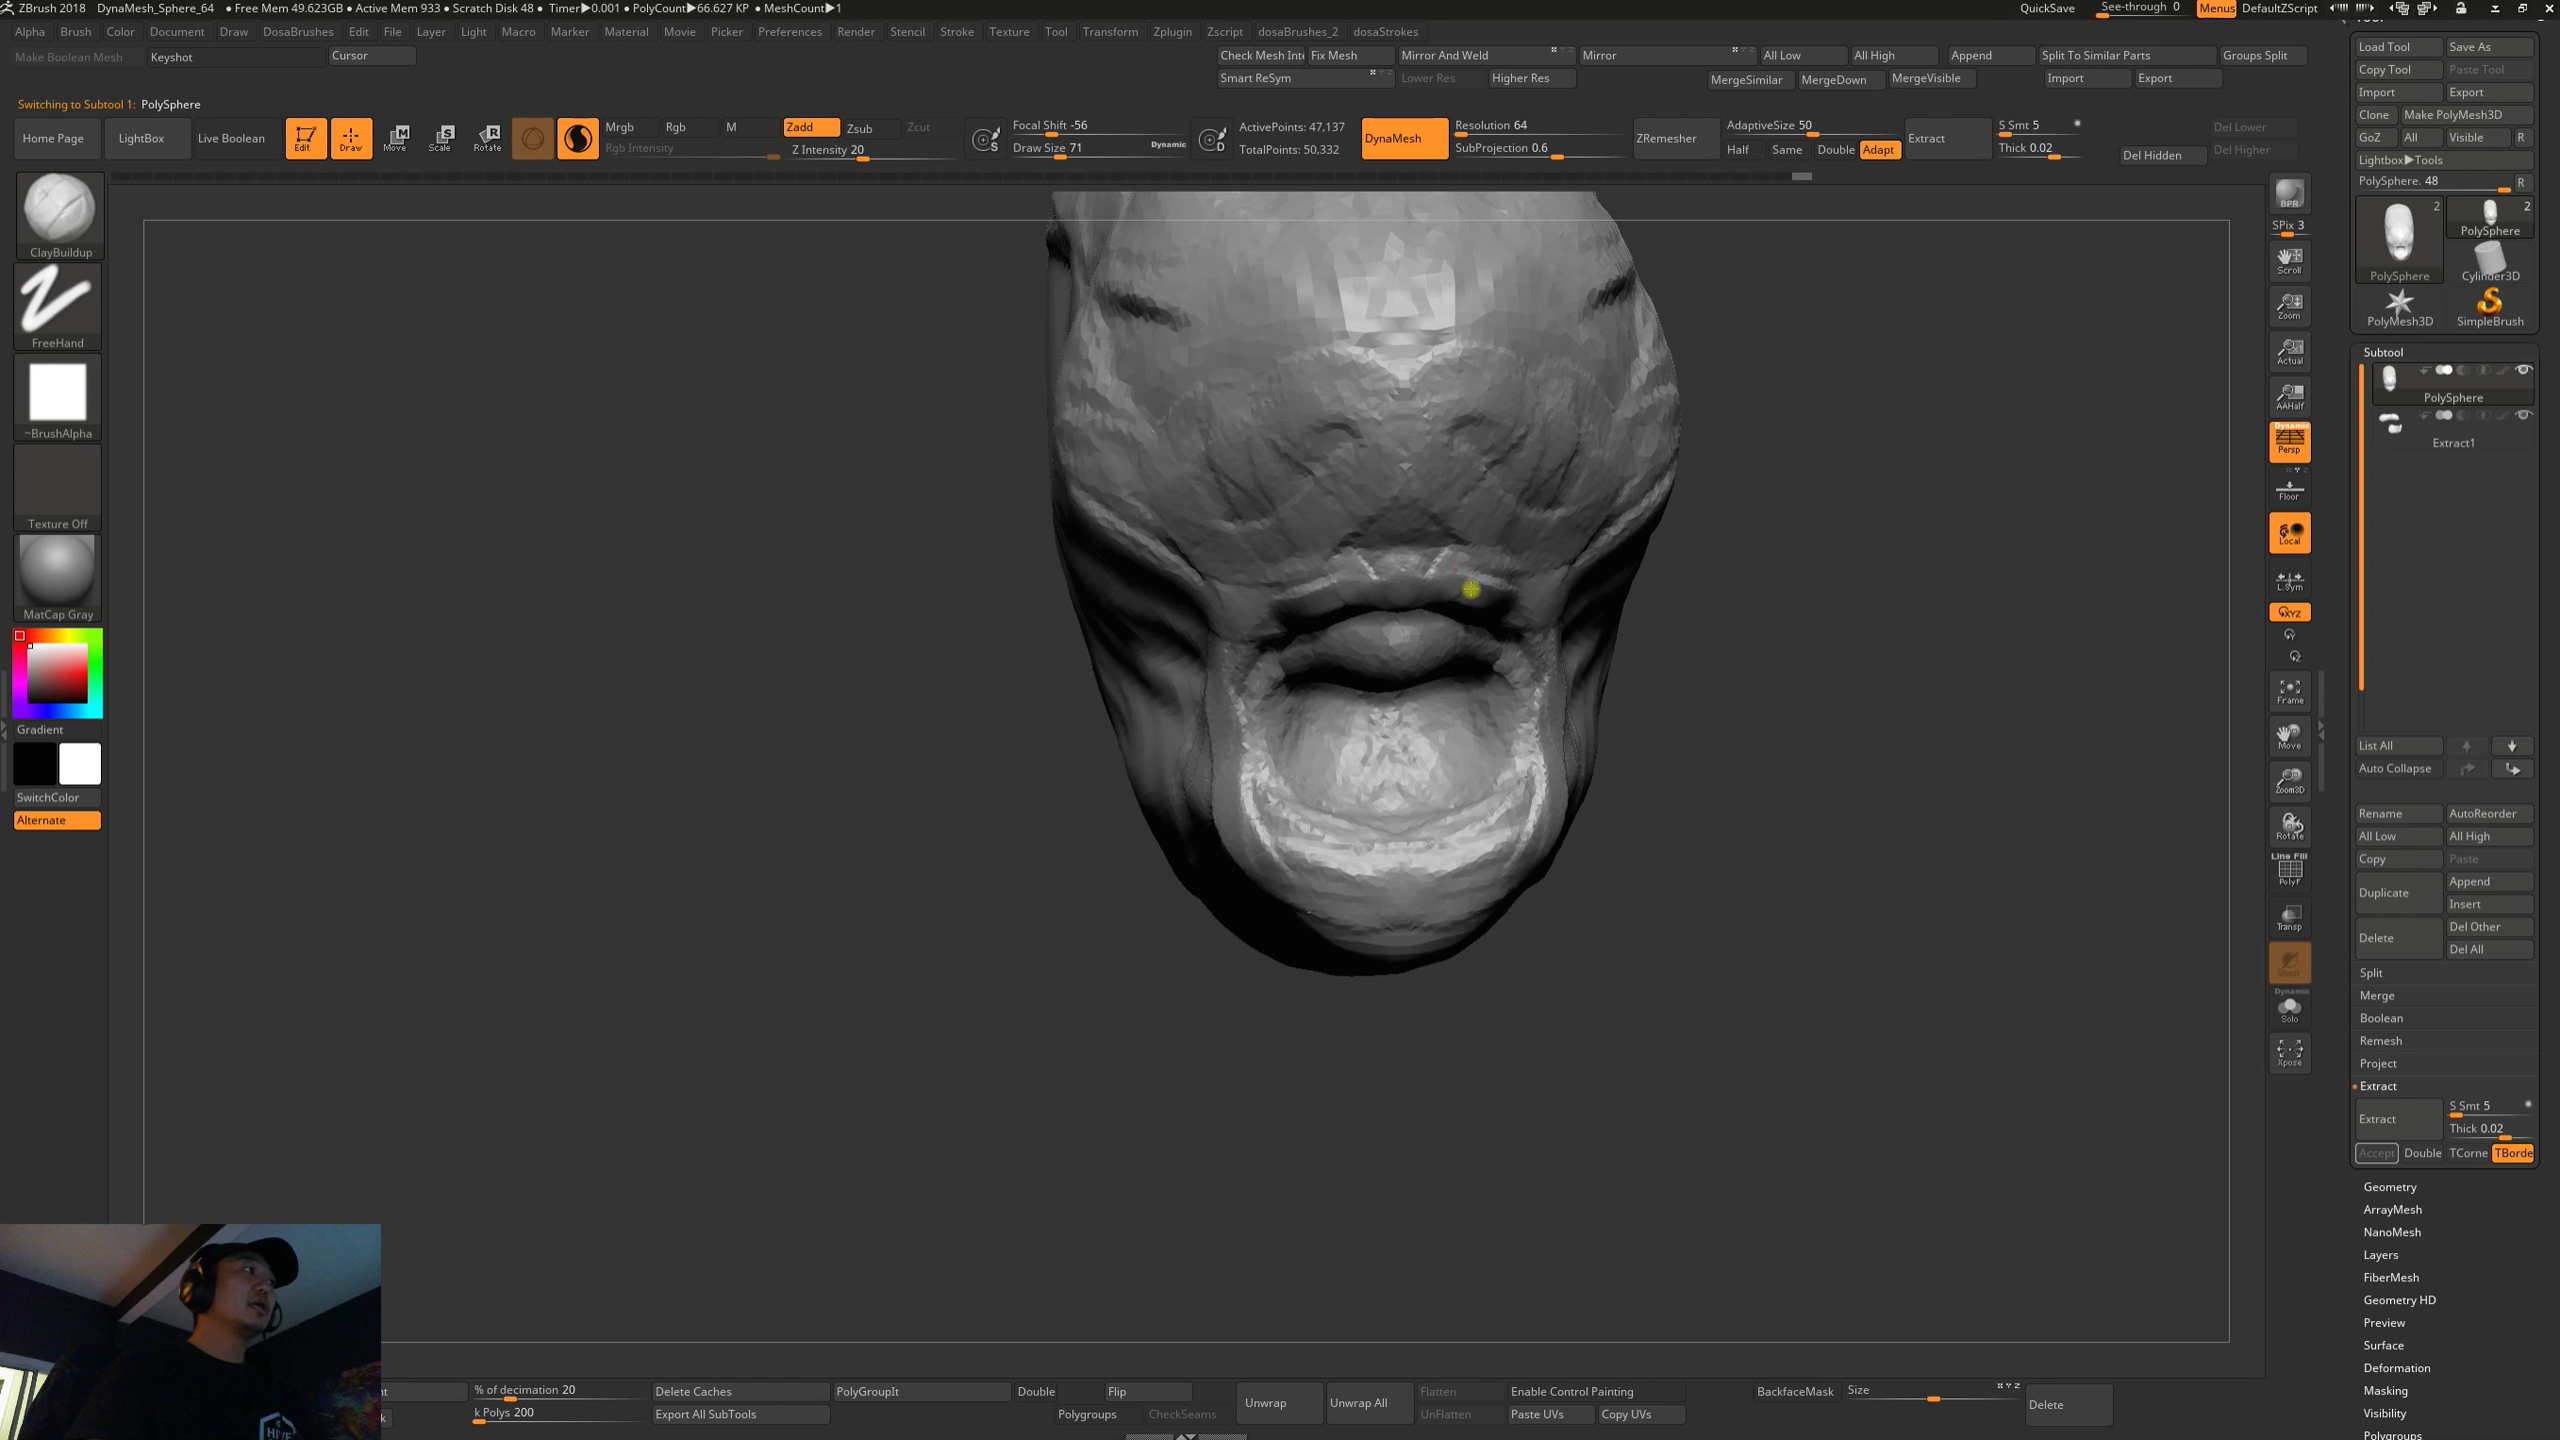 ZBrush 2018 DynaMesh_Sphere_64 • Free Mem 49.623GB • Active Mem 933 • Scratch Disk 48 • Timer▶0.001 • PolyCount▶66.627 KP • MeshCount▶1 QuickSave See-through 0 Menus DefaultZScript
Alpha Brush Color Document Draw DosaBrushes Edit File Layer Light Macro Marker Material Movie Picker Preferences Render Stencil Stroke Texture Tool Transform Zplugin Zscript dosaBrushes_2 dosaStrokes
Make Boolean Mesh Keyshot Cursor Check Mesh Int Fix Mesh Mirror And Weld Mirror All Low All High Append Split To Similar Parts Groups Split
Smart ReSym Lower Res Higher Res MergeSimilar MergeDown MergeVisible Import Export
Switching to Subtool 1: PolySphere
Home Page LightBox Live Boolean Edit Draw Move Scale Rotate
Mrgb Rgb M Zadd Zsub Zcut
Rgb Intensity Z Intensity 20
Focal Shift -56
Draw Size 71 Dynamic
ActivePoints: 47,137
TotalPoints: 50,332
DynaMesh
Resolution 64
SubProjection 0.6
ZRemesher
AdaptiveSize 50
Half Same Double Adapt
Extract
S Smt 5
Thick 0.02
Del Hidden
Del Lower
Del Higher
ClayBuildup
FreeHand
~BrushAlpha
Texture Off
MatCap Gray
Gradient
SwitchColor
Alternate
BPR
SPix 3
Scroll
Zoom
Actual
AAHalf
Dynamic
Persp
Floor
Local
L.Sym
XYZ
Frame
Move
Zoom3D
Rotate
Line Fill
PolyF
Transp
Ghost
Dynamic
Solo
Xpose
Load Tool Save As
Copy Tool Paste Tool
Import Export
Clone Make PolyMesh3D
GoZ All Visible R
Lightbox▶Tools
PolySphere. 48 R
2 2
PolySphere
PolySphere Cylinder3D
PolyMesh3D SimpleBrush
Subtool
PolySphere
Extract1
List All
Auto Collapse
Rename AutoReorder
All Low All High
Copy Paste
Duplicate Append
Insert
Delete Del Other
Del All
Split
Merge
Boolean
Remesh
Project
Extract
Extract S Smt 5
Thick 0.02
Accept Double TCorne TBorde
Geometry
ArrayMesh
NanoMesh
Layers
FiberMesh
Geometry HD
Preview
Surface
Deformation
Masking
Visibility
Polygroups
% of decimation 20 Delete Caches PolyGroupIt Double Flip Unwrap Unwrap All Flatten Enable Control Painting BackfaceMask Size Delete
k Polys 200 Export All SubTools Polygroups CheckSeams UnFlatten Paste UVs Copy UVs